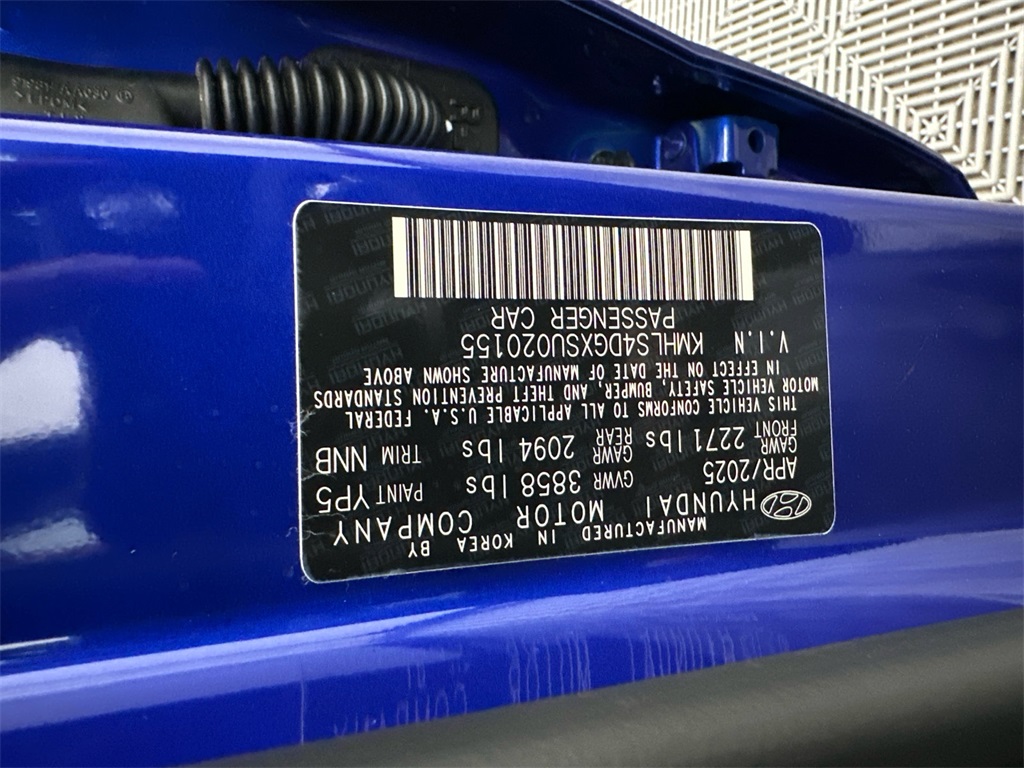 MANUFACTURED IN KOREA BY
HYUNDAI MOTOR COMPANY
APR/2025 GVWR 3858 lbs PAINT YP5
GAWR FRONT 2271 lbs GAWR REAR 2094 lbs TRIM NNB
THIS VEHICLE CONFORMS TO ALL APPLICABLE U.S.A. FEDERAL
MOTOR VEHICLE SAFETY, BUMPER, AND THEFT PREVENTION STANDARDS
IN EFFECT ON THE DATE OF MANUFACTURE SHOWN ABOVE
V.I.N KMHLS4DGXSU020155
PASSENGER CAR